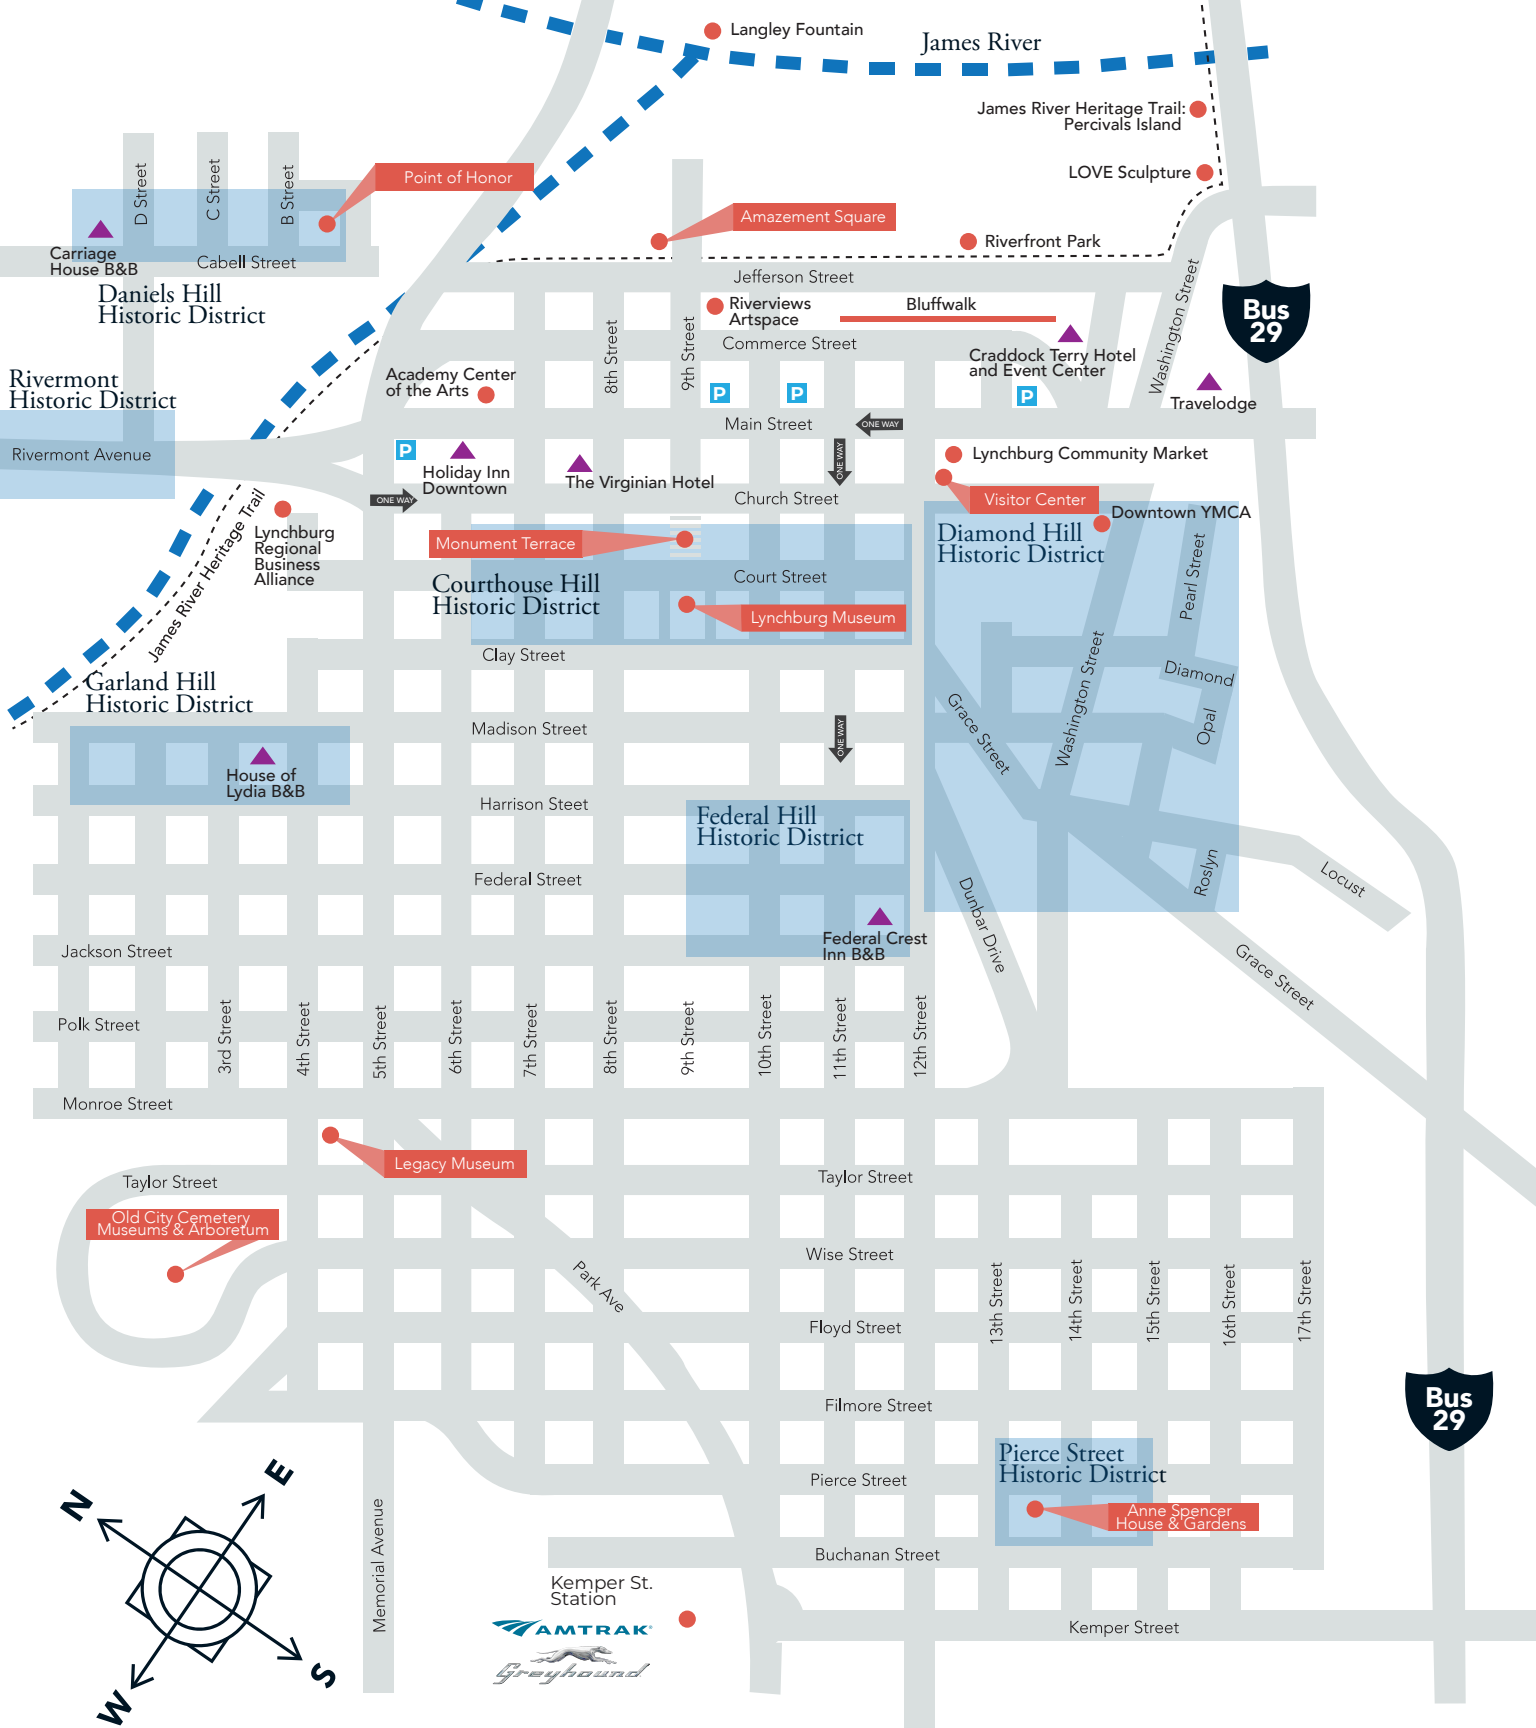 Langley Fountain
James River
James River Heritage Trail:
Percivals Island
LOVE Sculpture
D Street
C Street
B Street
Point of Honor
Amazement Square
Riverfront Park
Carriage
House B&B
Cabell Street
Daniels Hill
Historic District
Jefferson Street
Riverviews
Artspace
Bluffwalk
Washington Street
Bus
29
8th Street
9th Street
Commerce Street
Craddock Terry Hotel
and Event Center
Rivermont
Historic District
Academy Center
of the Arts
P
P
P
Travelodge
Main Street
ONE WAY
Rivermont Avenue
P
Holiday Inn
Downtown
The Virginian Hotel
ONE WAY
Lynchburg Community Market
ONE WAY
Church Street
Visitor Center
Downtown YMCA
James River Heritage Trail
Lynchburg
Regional
Business
Alliance
Monument Terrace
Diamond Hill
Historic District
Courthouse Hill
Historic District
Court Street
Pearl Street
Lynchburg Museum
Clay Street
Washington Street
Diamond
Garland Hill
Historic District
Grace Street
Opal
Madison Street
ONE WAY
House of
Lydia B&B
Harrison Steet
Federal Hill
Historic District
Federal Street
Roslyn
Locust
Dunbar Drive
Federal Crest
Inn B&B
Jackson Street
Grace Street
Polk Street
3rd Street
4th Street
5th Street
6th Street
7th Street
8th Street
9th Street
10th Street
11th Street
12th Street
Monroe Street
Legacy Museum
Taylor Street
Taylor Street
Old City Cemetery
Museums & Arboretum
Wise Street
Park Ave
13th Street
14th Street
15th Street
16th Street
17th Street
Floyd Street
Filmore Street
Bus
29
Pierce Street
Historic District
Pierce Street
Anne Spencer
House & Gardens
N
E
S
W
Memorial Avenue
Buchanan Street
Kemper St.
Station
AMTRAK
Greyhound
Kemper Street